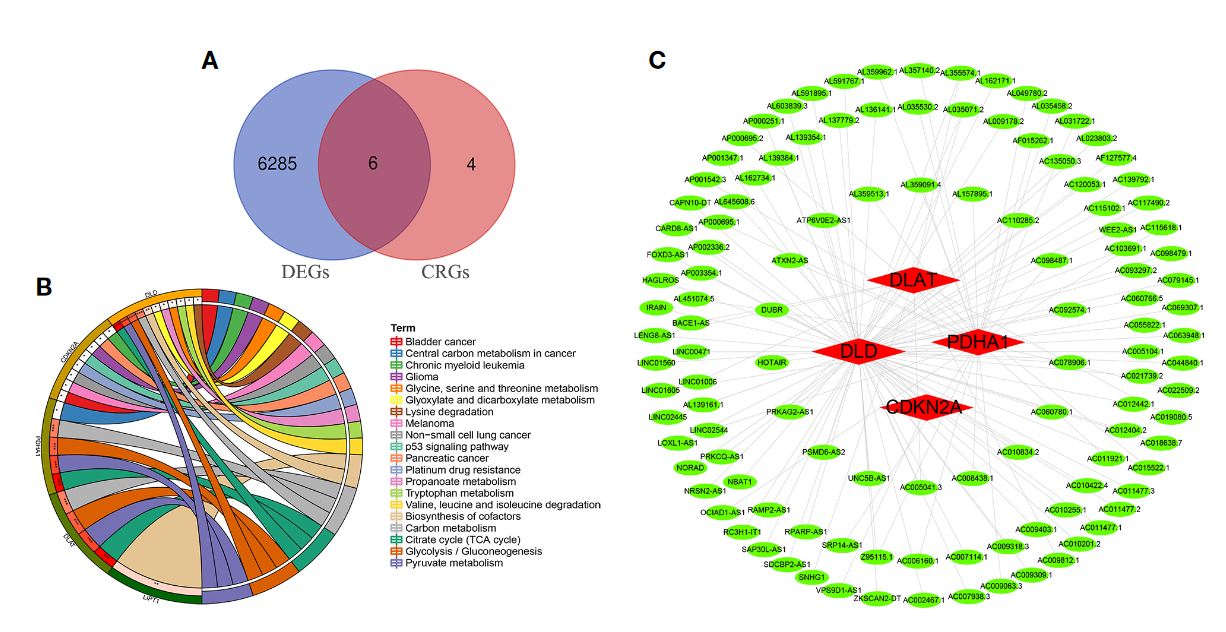 A
6285
6
4
DEGs
CRGs
B
DLD
CDKN2A
PDHA1
DLAT
LIPT1
Term
Bladder cancer
Central carbon metabolism in cancer
Chronic myeloid leukemia
Glioma
Glycine, serine and threonine metabolism
Glyoxylate and dicarboxylate metabolism
Lysine degradation
Melanoma
Non−small cell lung cancer
p53 signaling pathway
Pancreatic cancer
Platinum drug resistance
Propanoate metabolism
Tryptophan metabolism
Valine, leucine and isoleucine degradation
Biosynthesis of cofactors
Carbon metabolism
Citrate cycle (TCA cycle)
Glycolysis / Gluconeogenesis
Pyruvate metabolism
C
AL359962.1
AL357140.2
AL355574.1
AL591767.1
AL162171.1
AL591895.1
AL049780.2
AL603839.3
AL136141.1
AL035530.2
AL035071.2
AL035458.2
AP000251.1
AL137779.2
AL009178.2
AL031722.1
AP000695.2
AL139354.1
AF015262.1
AL023803.2
AP001347.1
AL139384.1
AC135050.3
AF127577.4
AP001542.3
AL162734.1
AL359513.1
AL359091.4
AL157895.1
AC120053.1
AC139792.1
CAPN10-DT
AL645608.6
AC115102.1
AC117490.2
CARD8-AS1
AP000695.1
ATP6V0E2-AS1
AC110285.2
WEE2-AS1
AC115618.1
FOXD3-AS1
AP002336.2
ATXN2-AS
AC098487.1
AC103691.1
AC098479.1
HAGLROS
AP003354.1
DLAT
AC093297.2
AC079145.1
IRAIN
AL451074.5
DUBR
AC092574.1
AC060766.5
AC069307.1
LENG8-AS1
BACE1-AS
PDHA1
AC055822.1
AC063948.1
LINC01560
LINC00471
HOTAIR
DLD
AC078906.1
AC005104.1
AC044840.1
LINC01605
LINC01006
AC021739.2
AC022509.2
LINC02445
AL139161.1
PRKAG2-AS1
CDKN2A
AC060780.1
AC012442.1
AC019080.5
LOXL1-AS1
LINC02544
AC012404.2
AC018638.7
NORAD
PRKCQ-AS1
PSMD6-AS2
AC010834.2
AC011921.1
AC015522.1
NRSN2-AS1
NBAT1
UNC5B-AS1
AC005041.3
AC008438.1
AC010422.4
AC011477.3
OCIAD1-AS1
RAMP2-AS1
AC010255.1
AC011477.2
RC3H1-IT1
RPARP-AS1
AC009403.1
AC011477.1
SAP30L-AS1
SRP14-AS1
Z95115.1
AC006160.1
AC007114.1
AC009318.3
AC010201.2
SDCBP2-AS1
AC009812.1
SNHG1
AC009309.1
VPS9D1-AS1
AC009063.3
ZKSCAN2-DT
AC002467.1
AC007938.3